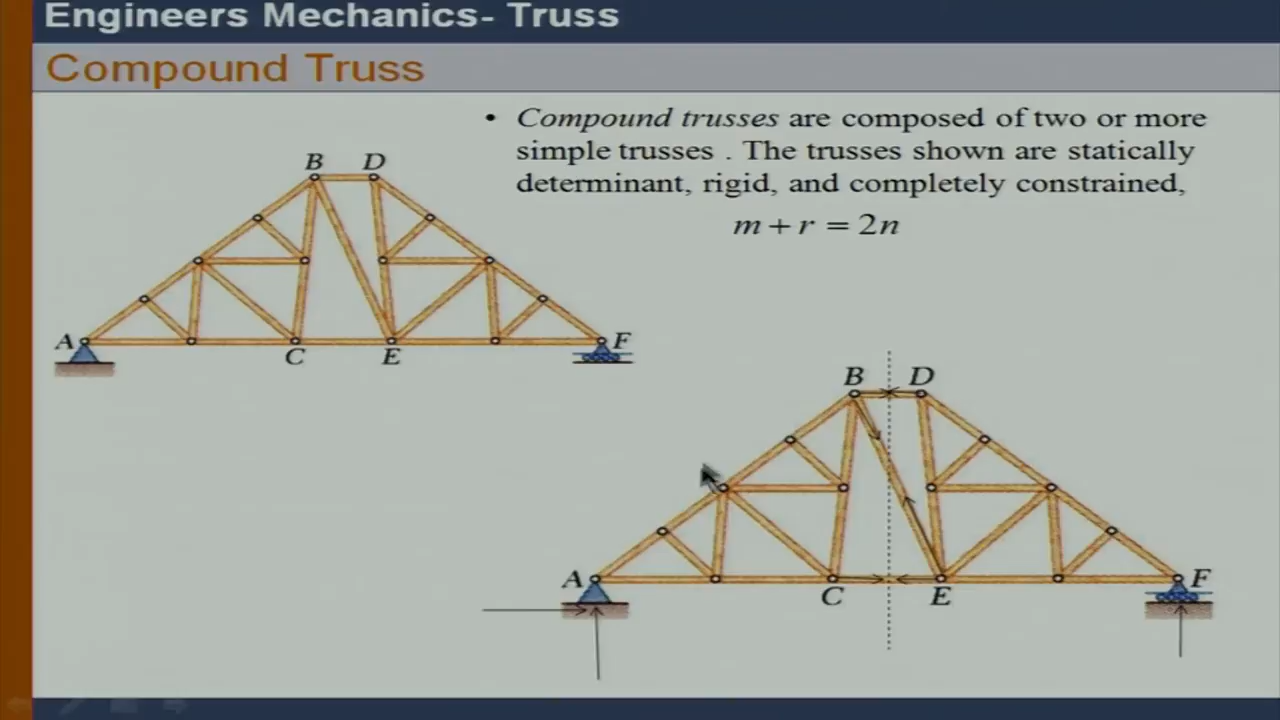 Engineers Mechanics- Truss
Compound Truss
• Compound trusses are composed of two or more
simple trusses . The trusses shown are statically
determinant, rigid, and completely constrained,
m + r = 2n
B D
A C E F
B D
A C E F